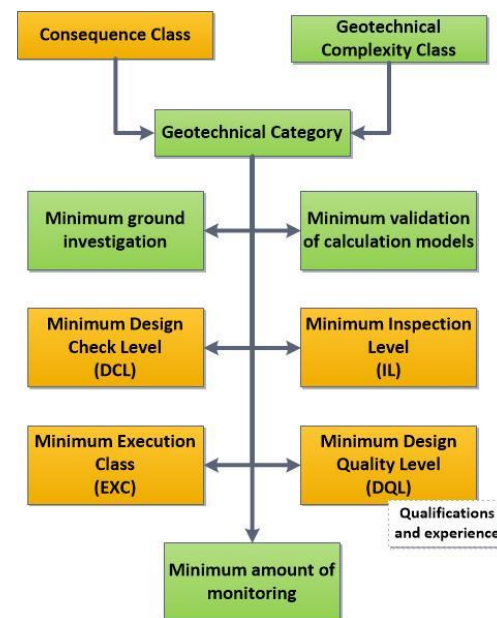 Consequence Class
Geotechnical
Complexity Class
Geotechnical Category
Minimum ground
investigation
Minimum validation
of calculation models
Minimum Design
Check Level
(DCL)
Minimum Inspection
Level
(IL)
Minimum Execution
Class
(EXC)
Minimum Design
Quality Level
(DQL)
Qualifications
and experience
Minimum amount of
monitoring